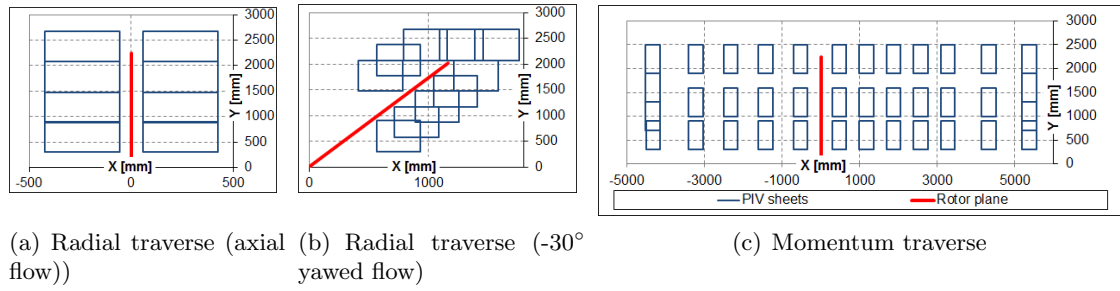 3000
2500
2000
1500
1000
500
0
Y [mm]
X [mm]
-500
0
500
3000
2500
2000
1500
1000
500
0
Y [mm]
X [mm]
0
1000
3000
2500
2000
1500
1000
500
0
Y [mm]
X [mm]
-5000
-3000
-1000
1000
3000
5000
PIV sheets
Rotor plane
(a) Radial traverse (axial
flow))
(b) Radial traverse (-30°
yawed flow)
(c) Momentum traverse